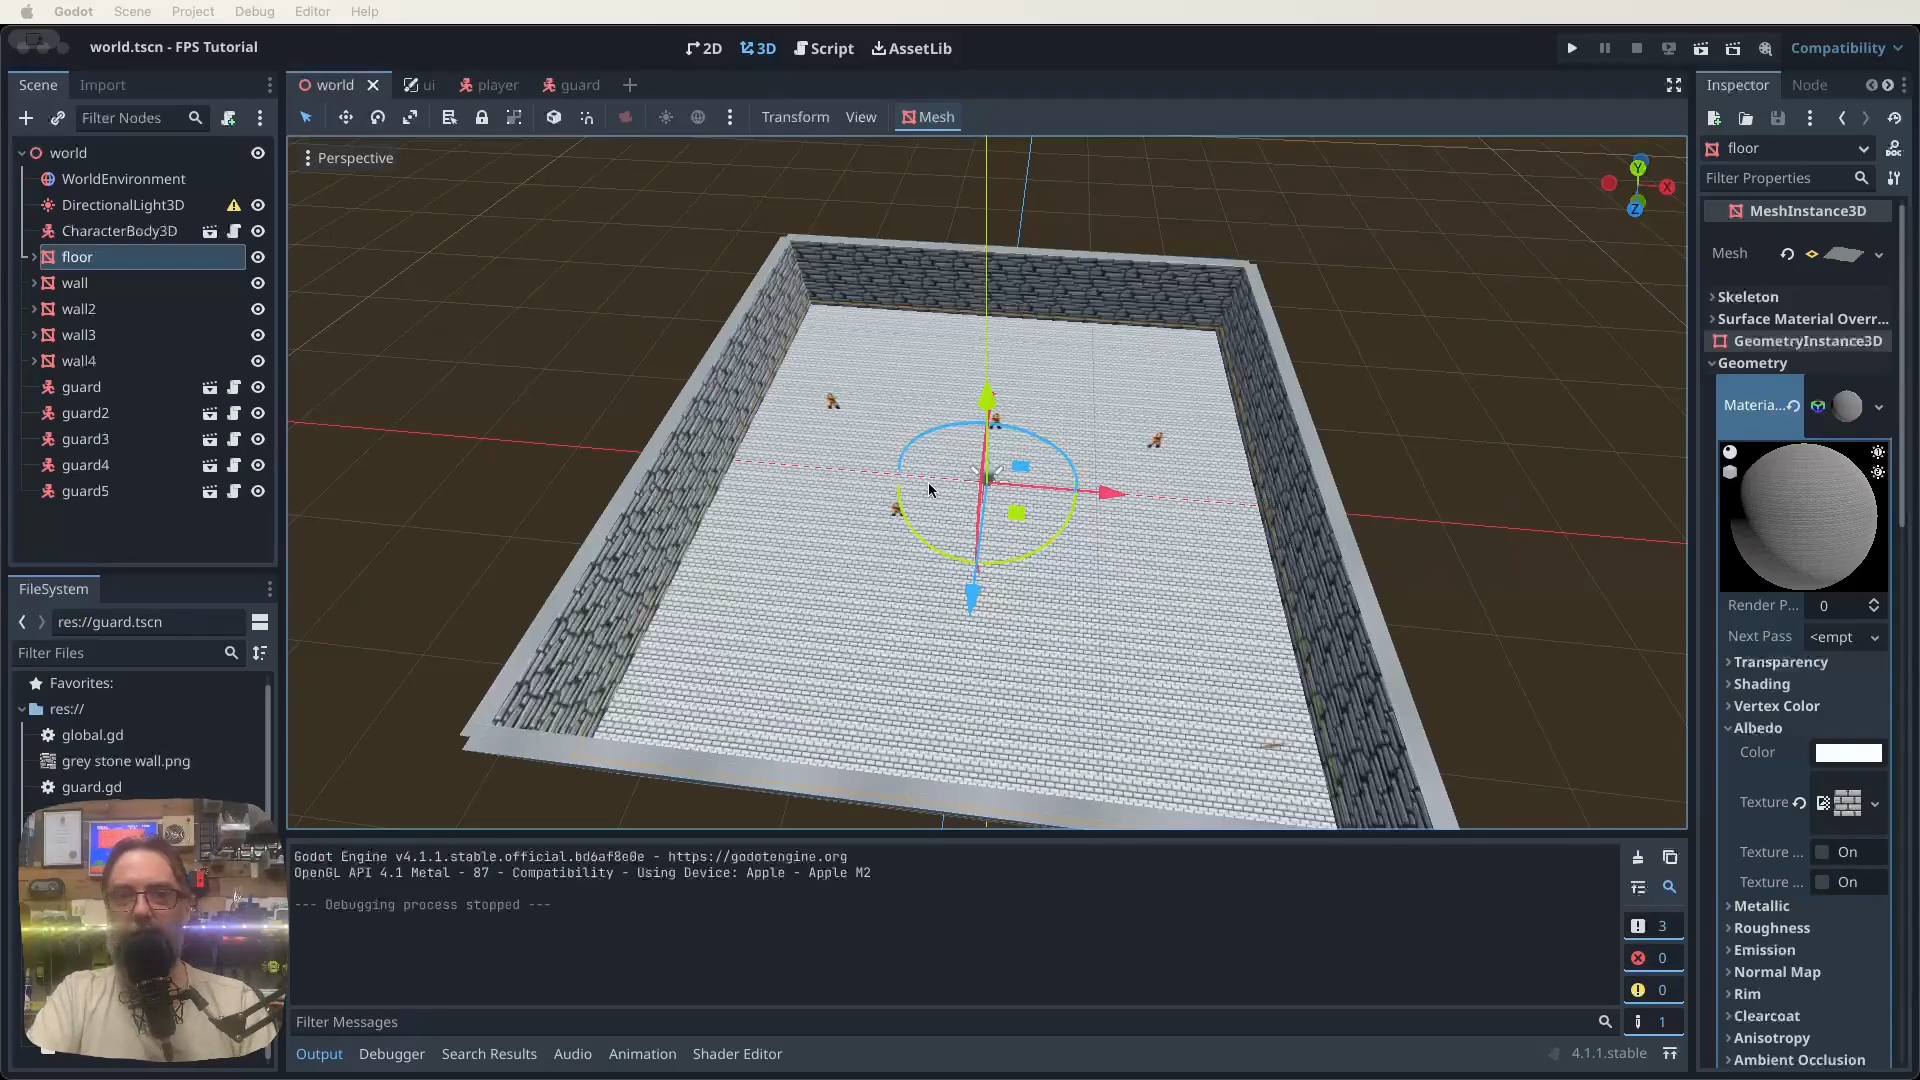 Godot Scene Project Debug Editor Help
world.tscn - FPS Tutorial
2D 3D Script AssetLib
Compatibility
Scene Import
world ui player guard
Inspector Node
Filter Nodes
Transform View Mesh
world
WorldEnvironment
DirectionalLight3D
CharacterBody3D
floor
wall
wall2
wall3
wall4
guard
guard2
guard3
guard4
guard5
Perspective
Y
X
Z
floor
Filter Properties
MeshInstance3D
Mesh
Skeleton
Surface Material Overr...
GeometryInstance3D
Geometry
Materia...
Render P... 0
Next Pass <empt
Transparency
Shading
Vertex Color
Albedo
Color
Texture
Texture ... On
Texture ... On
Metallic
Roughness
Emission
Normal Map
Rim
Clearcoat
Anisotropy
Ambient Occlusion
FileSystem
res://guard.tscn
Filter Files
Favorites:
res://
global.gd
grey stone wall.png
guard.gd
Godot Engine v4.1.1.stable.official.bd6af8e0e - https://godotengine.org
OpenGL API 4.1 Metal - 87 - Compatibility - Using Device: Apple - Apple M2
--- Debugging process stopped ---
3
0
0
1
Filter Messages
Output Debugger Search Results Audio Animation Shader Editor
4.1.1.stable